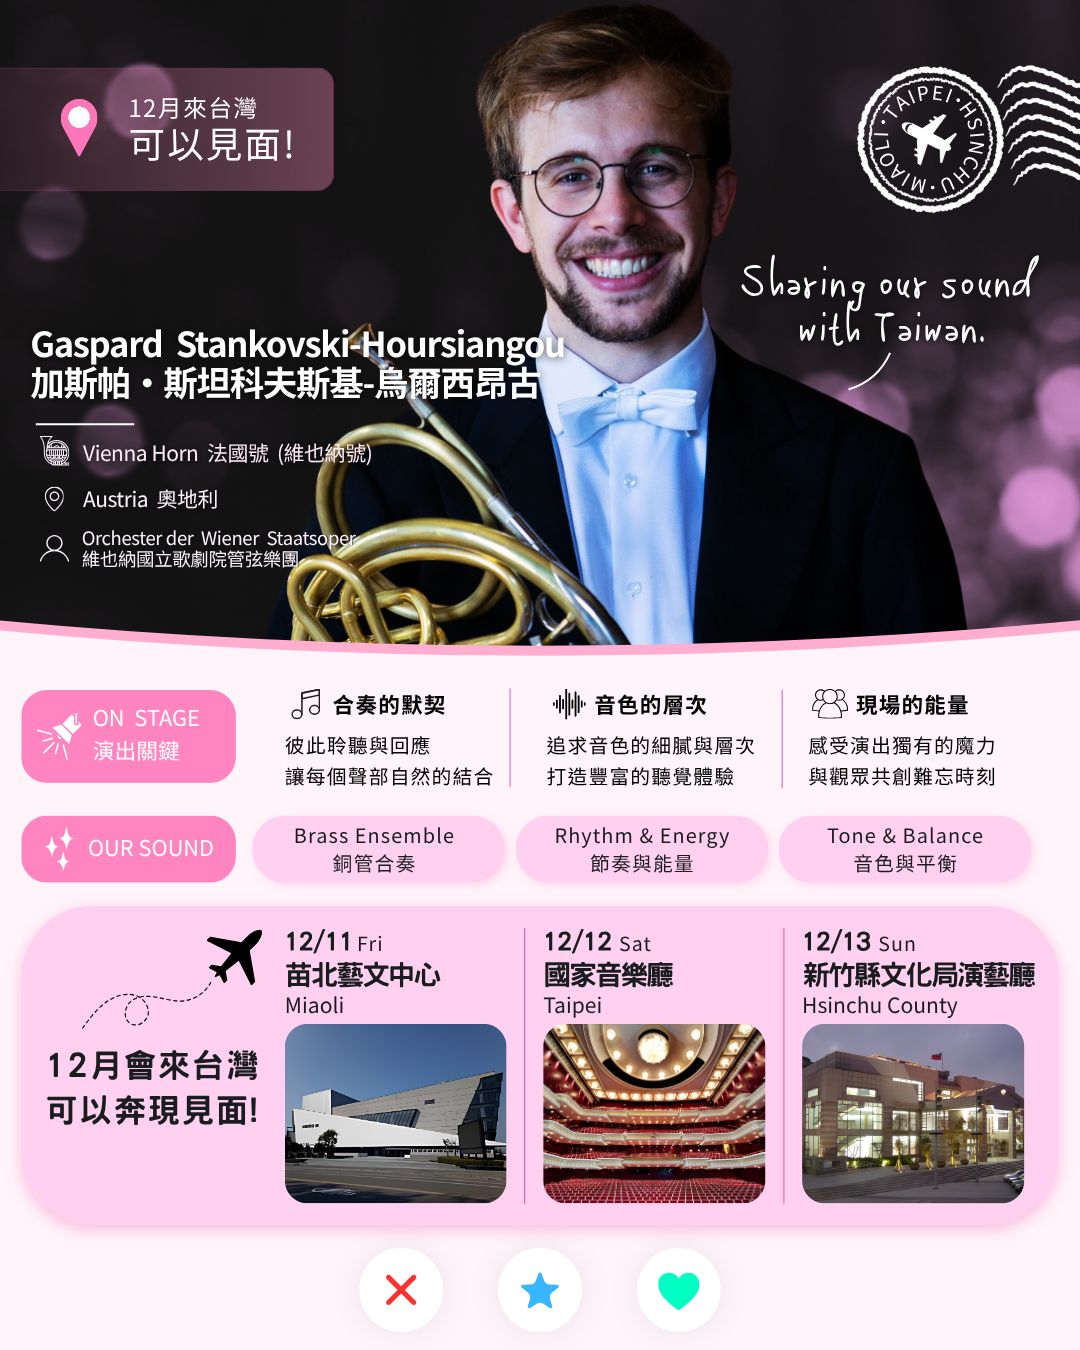 12月來台灣
可以見面!
TAIPEI·HSINCHU·MIAOLI·
Sharing our sound
with Taiwan.
Gaspard Stankovski-Hoursiangou
加斯帕·斯坦科夫斯基-烏爾西昂古
Vienna Horn 法國號 (維也納號)
Austria 奧地利
Orchester der Wiener Staatsoper
維也納國立歌劇院管弦樂團
ON STAGE
演出關鍵
合奏的默契
彼此聆聽與回應
讓每個聲部自然的結合
音色的層次
追求音色的細膩與層次
打造豐富的聽覺體驗
現場的能量
感受演出獨有的魔力
與觀眾共創難忘時刻
OUR SOUND
Brass Ensemble
銅管合奏
Rhythm & Energy
節奏與能量
Tone & Balance
音色與平衡
12月會來台灣
可以奔現見面!
12/11 Fri
苗北藝文中心
Miaoli
12/12 Sat
國家音樂廳
Taipei
12/13 Sun
新竹縣文化局演藝廳
Hsinchu County